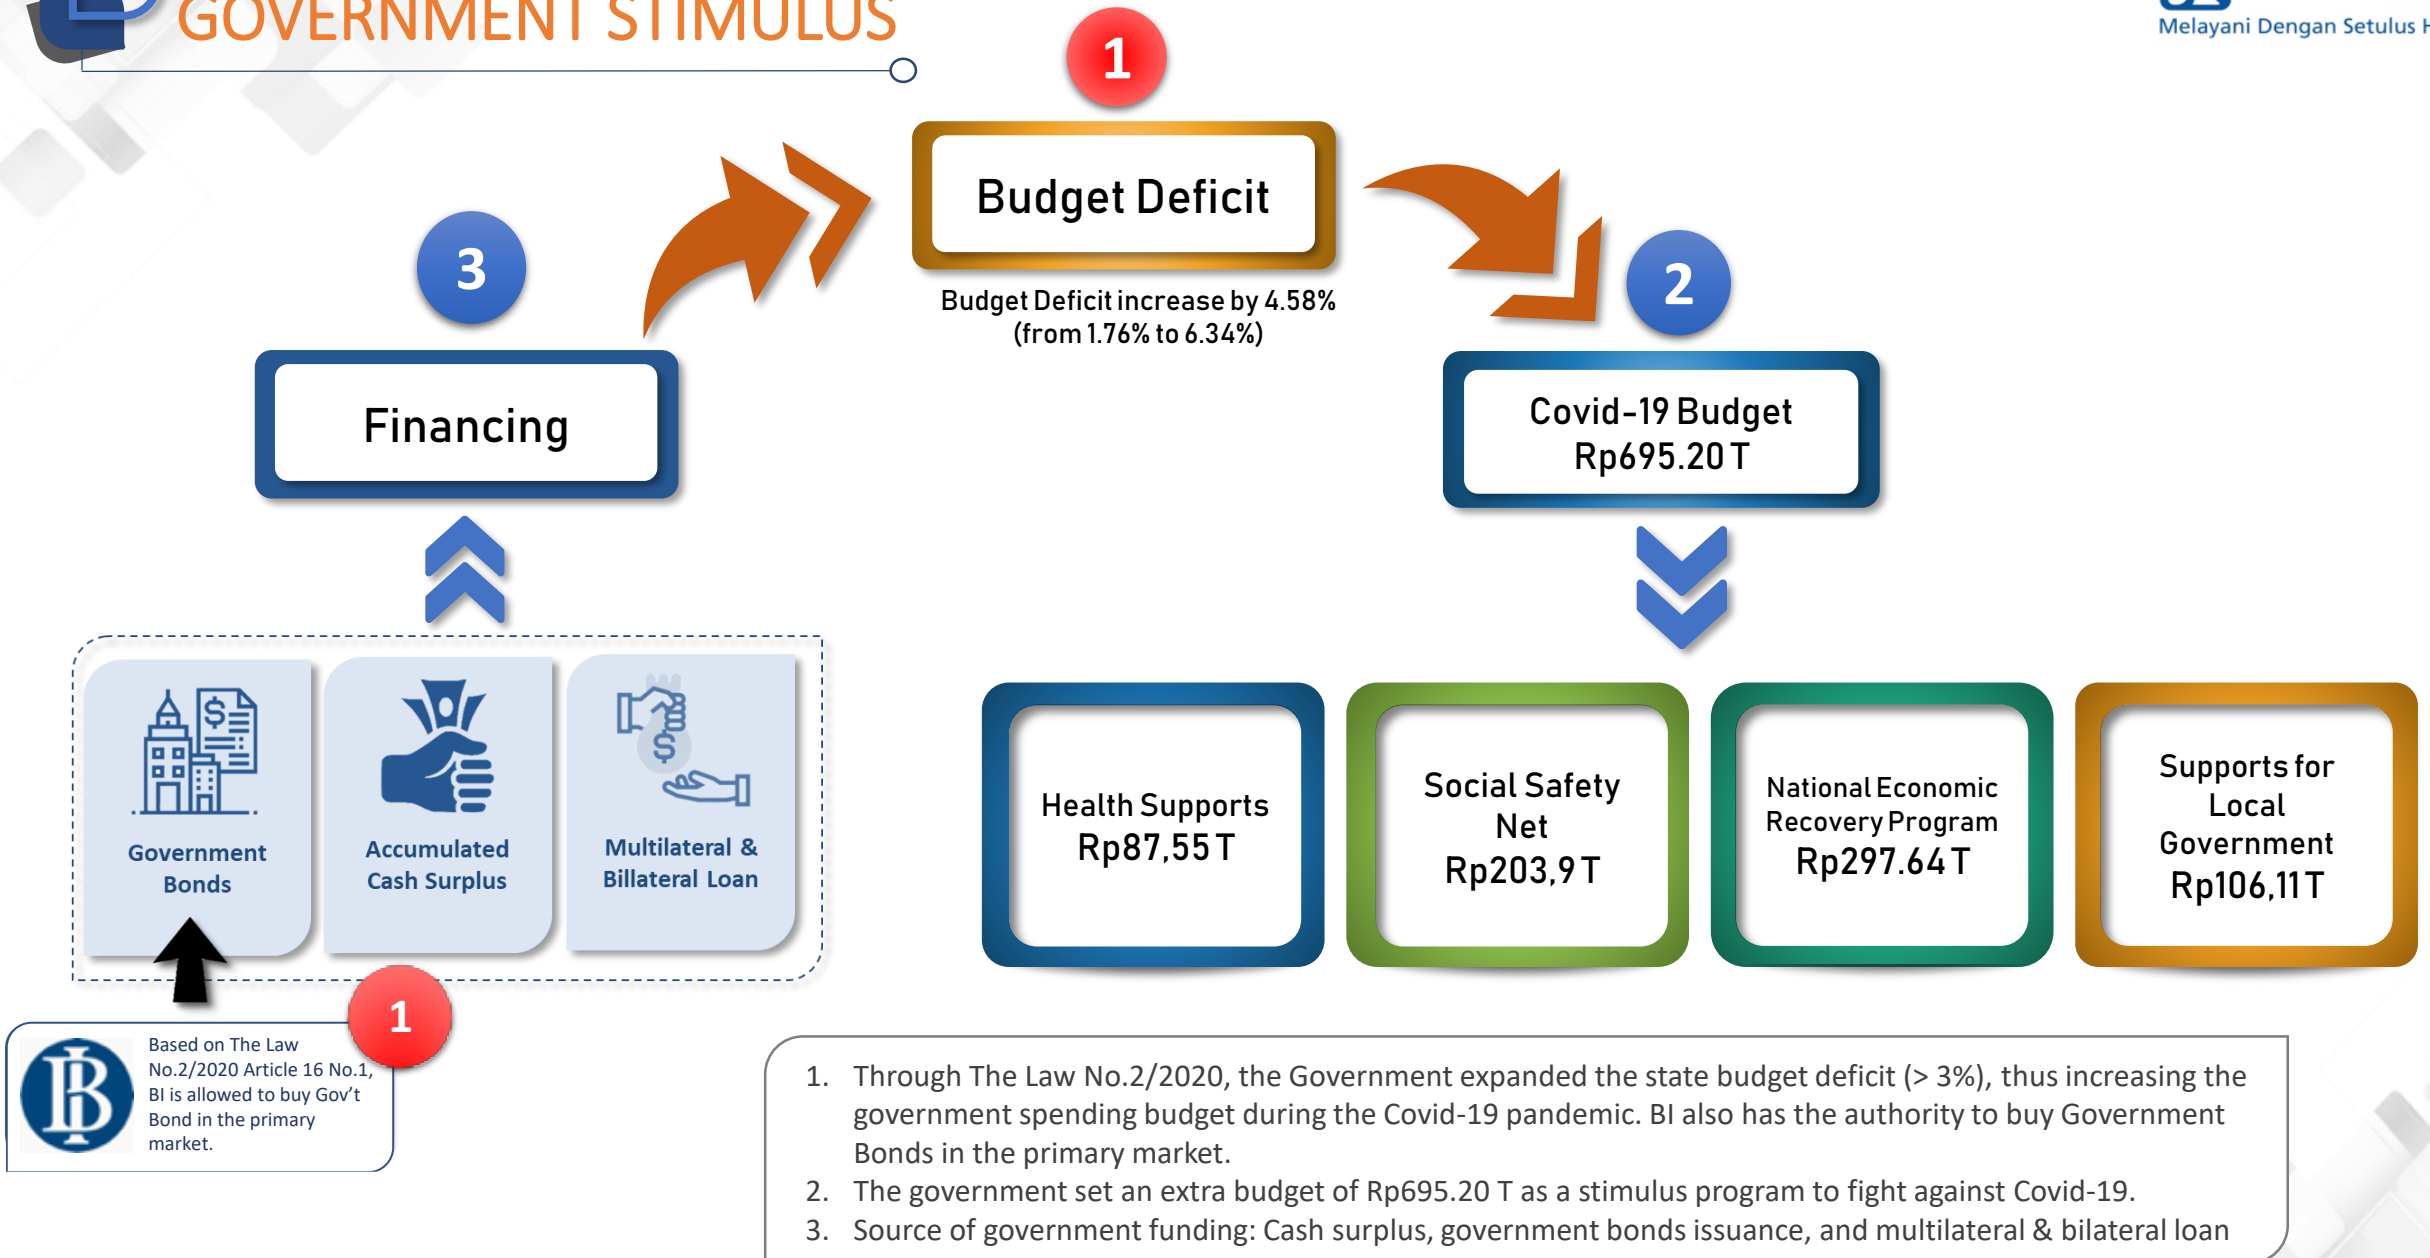 GOVERNMENT STIMULUS
Melayani Dengan Setulus
1
Budget Deficit
Budget Deficit increase by 4.58%
(from 1.76% to 6.34%)
2
Covid-19 Budget
Rp695.20 T
3
Financing
Government
Bonds
Accumulated
Cash Surplus
Multilateral &
Billateral Loan
Health Supports
Rp87,55 T
Social Safety
Net
Rp203,9 T
National Economic
Recovery Program
Rp297.64 T
Supports for
Local
Government
Rp106,11 T
1
Based on The Law
No.2/2020 Article 16 No.1,
BI is allowed to buy Gov't
Bond in the primary
market.
1. Through The Law No.2/2020, the Government expanded the state budget deficit (> 3%), thus increasing the
government spending budget during the Covid-19 pandemic. BI also has the authority to buy Government
Bonds in the primary market.
2. The government set an extra budget of Rp695.20 T as a stimulus program to fight against Covid-19.
3. Source of government funding: Cash surplus, government bonds issuance, and multilateral & bilateral loan